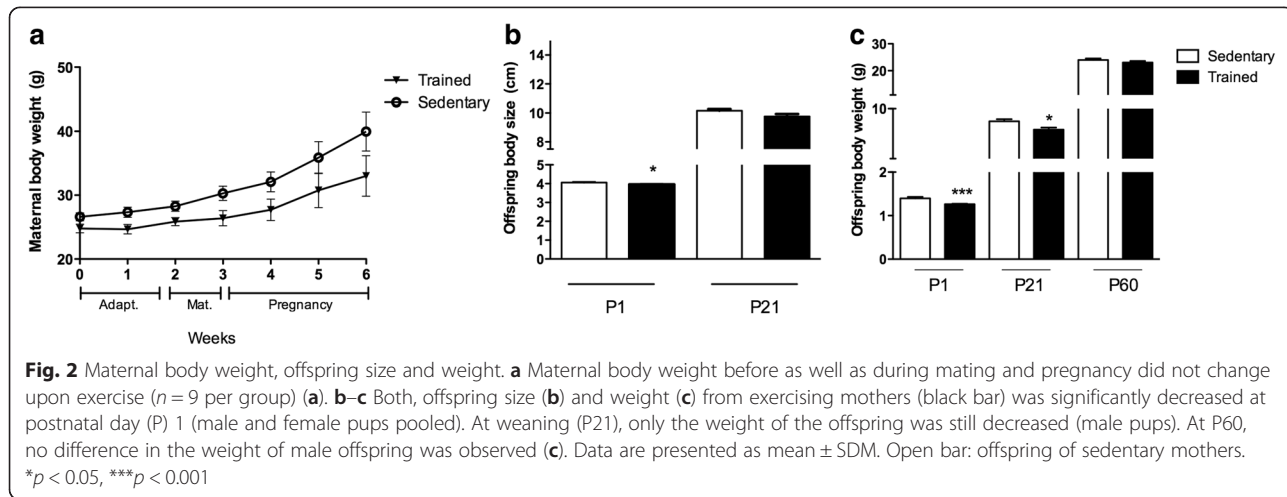 a
Maternal body weight (g)
50
40
30
20
0 1 2 3 4 5 6
Adapt. Mat. Pregnancy
Weeks
Trained
Sedentary
b
Offspring body size (cm)
14
12
10
8
5
4
3
2
1
0
*
P1 P21
c
Offspring body weight (g)
30
20
10
2
1
0
***
*
P1 P21 P60
Sedentary
Trained
Fig. 2 Maternal body weight, offspring size and weight. a Maternal body weight before as well as during mating and pregnancy did not change
upon exercise (n = 9 per group) (a). b–c Both, offspring size (b) and weight (c) from exercising mothers (black bar) was significantly decreased at
postnatal day (P) 1 (male and female pups pooled). At weaning (P21), only the weight of the offspring was still decreased (male pups). At P60,
no difference in the weight of male offspring was observed (c). Data are presented as mean ± SDM. Open bar: offspring of sedentary mothers.
*p < 0.05, ***p < 0.001